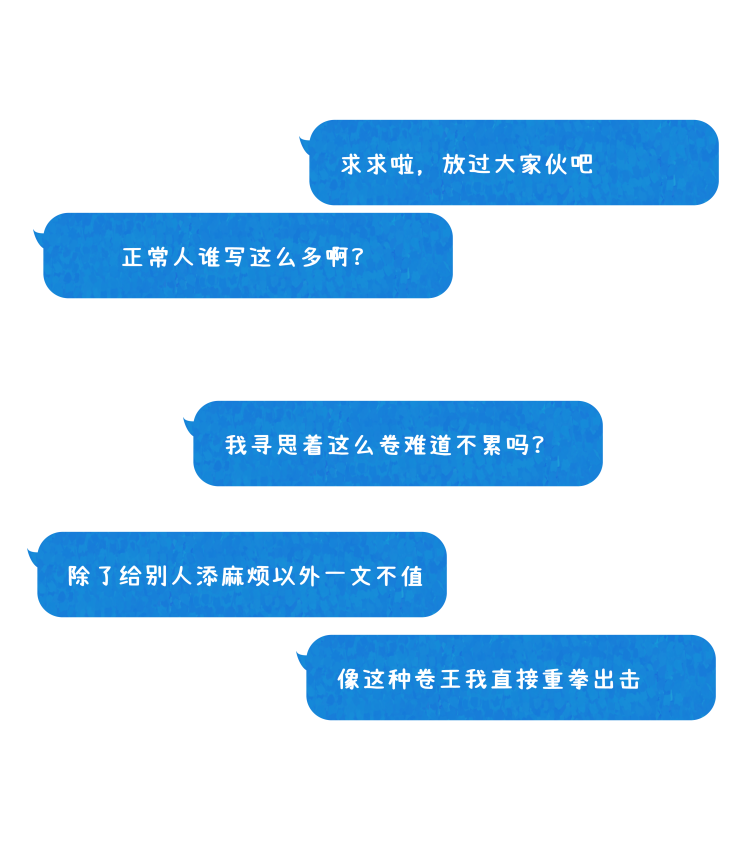 求求啦，放过大家伙吧
正常人谁写这么多啊？
我寻思着这么卷难道不累吗？
除了给别人添麻烦以外一文不值
像这种卷王我直接重拳出击